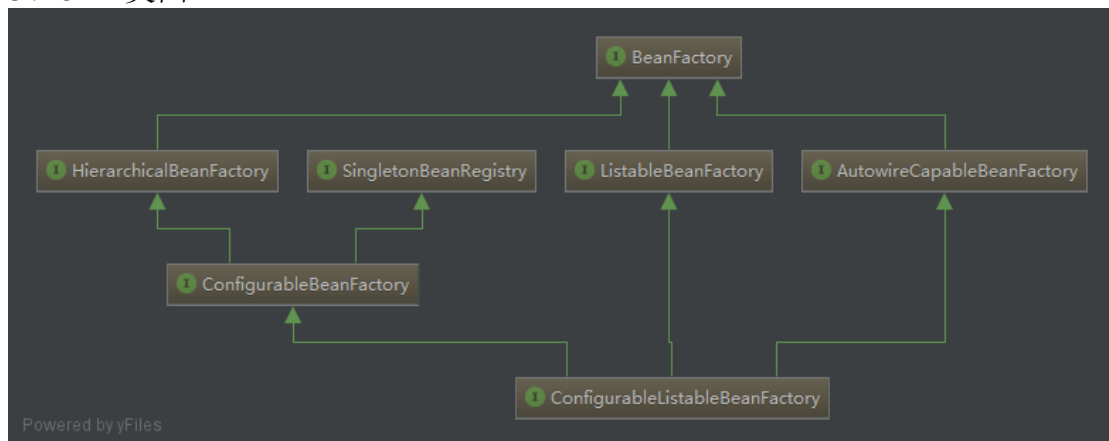 BeanFactory
HierarchicalBeanFactory
SingletonBeanRegistry
ListableBeanFactory
AutowireCapableBeanFactory
ConfigurableBeanFactory
ConfigurableListableBeanFactory
Powered by yFiles